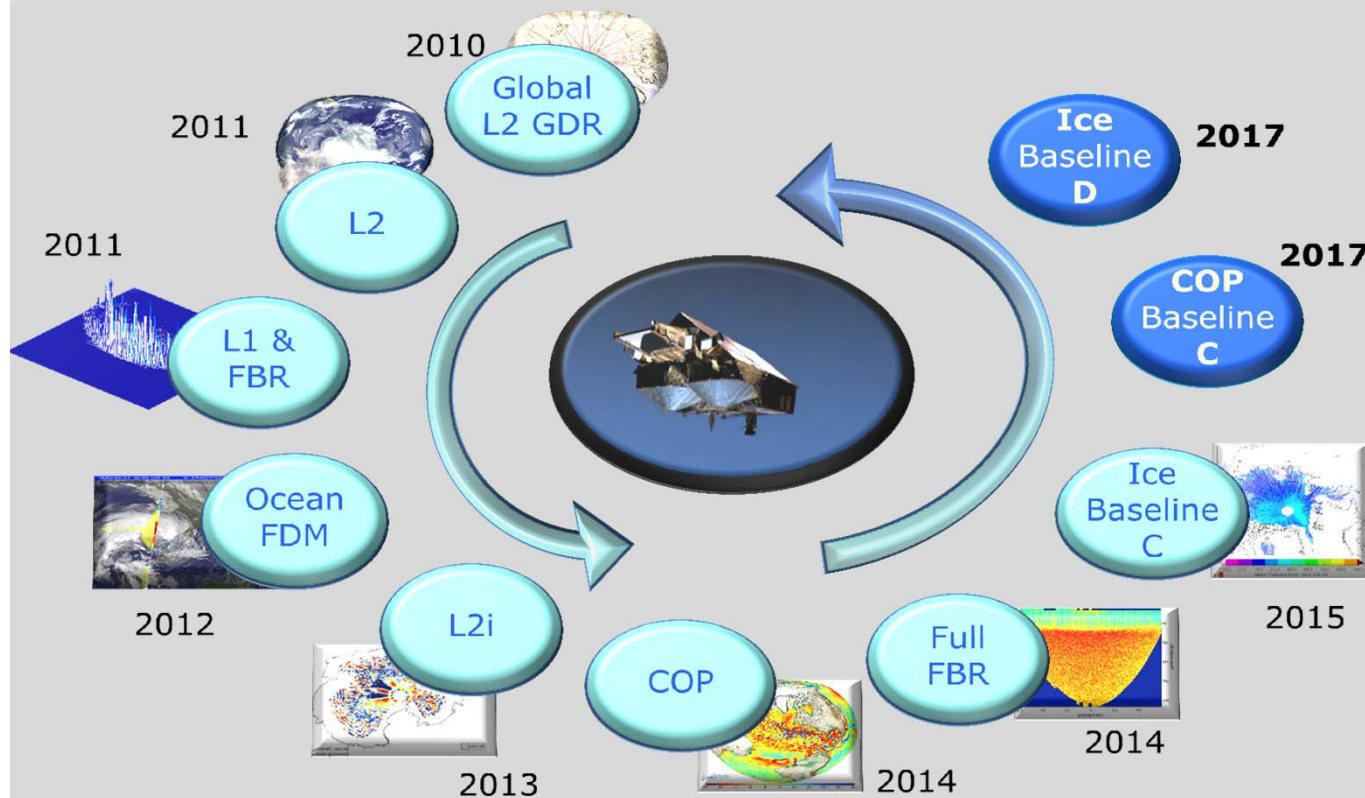 2010
Global
L2 GDR
2011
L2
2011
L1 &
FBR
Ocean
FDM
2012
L2i
2013
COP
2014
Full
FBR
2014
Ice
Baseline
C
2015
COP
Baseline
C
2017
Ice
Baseline
D
2017